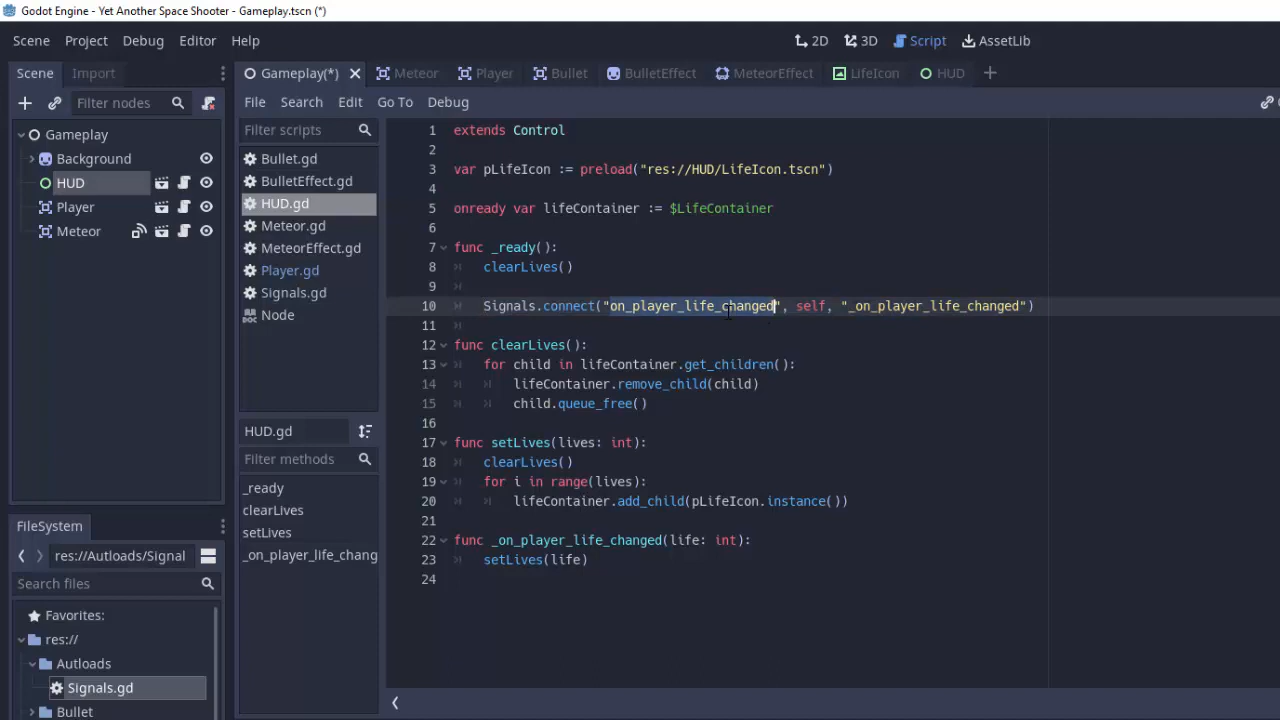 Godot Engine - Yet Another Space Shooter - Gameplay.tscn (*)
Scene Project Debug Editor Help
2D 3D Script AssetLib
Scene Import
Gameplay(*) Meteor Player Bullet BulletEffect MeteorEffect LifeIcon HUD
Filter nodes
File Search Edit Go To Debug
Gameplay
Background
HUD
Player
Meteor
Filter scripts
Bullet.gd
BulletEffect.gd
HUD.gd
Meteor.gd
MeteorEffect.gd
Player.gd
Signals.gd
Node
HUD.gd
Filter methods
_ready
clearLives
setLives
_on_player_life_chang
1 extends Control
2
3 var pLifeIcon := preload("res://HUD/LifeIcon.tscn")
4
5 onready var lifeContainer := $LifeContainer
6
7 func _ready():
8 clearLives()
9
10 Signals.connect("on_player_life_changed", self, "_on_player_life_changed")
11
12 func clearLives():
13 for child in lifeContainer.get_children():
14 lifeContainer.remove_child(child)
15 child.queue_free()
16
17 func setLives(lives: int):
18 clearLives()
19 for i in range(lives):
20 lifeContainer.add_child(pLifeIcon.instance())
21
22 func _on_player_life_changed(life: int):
23 setLives(life)
24
FileSystem
res://Autloads/Signal
Search files
Favorites:
res://
Autloads
Signals.gd
Bullet